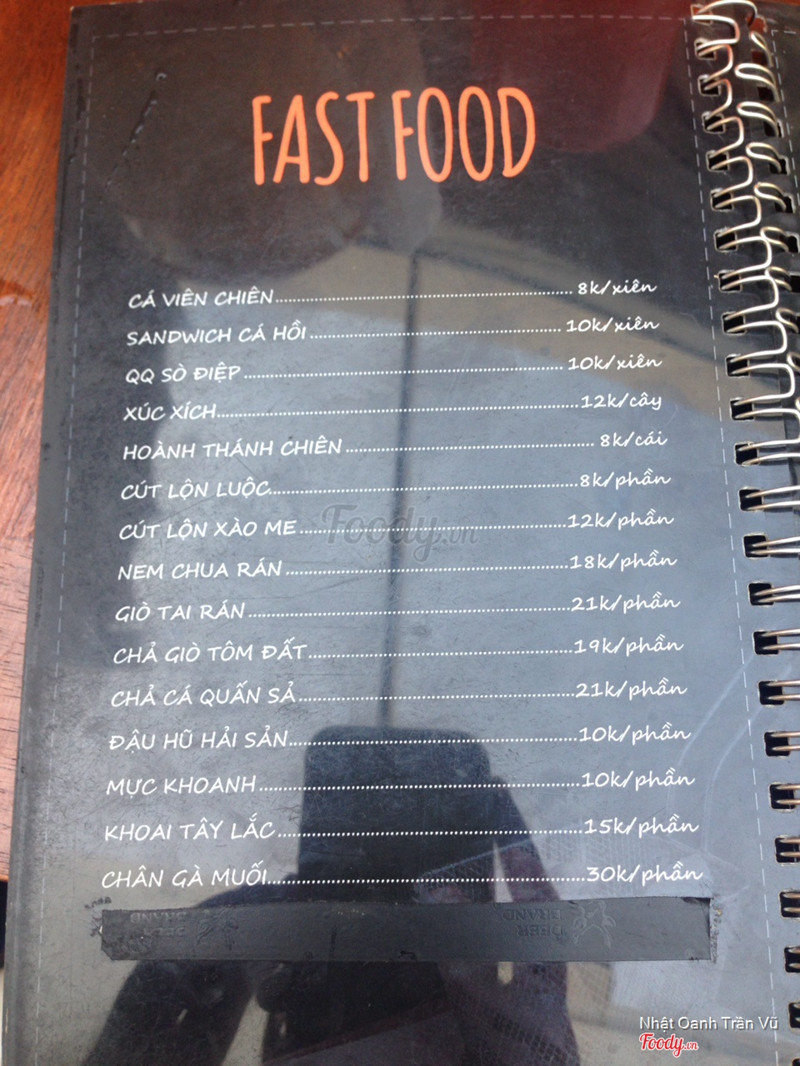 FAST FOOD
CÁ VIÊN CHIÊN 8k/xiên
SANDWICH CÁ HỒI 10k/xiên
QQ SÒ ĐIỆP 10k/xiên
XÚC XÍCH 12k/cây
HOÀNH THÁNH CHIÊN 8k/cái
CÚT LỘN LUỘC 8k/phần
CÚT LỘN XÀO ME 12k/phần
Foody.vn
NEM CHUA RÁN 18k/phần
GIÒ TAI RÁN 21k/phần
CHẢ GIÒ TÔM ĐẤT 19k/phần
CHẢ CÁ QUẤN SẢ 21k/phần
ĐẬU HŨ HẢI SẢN 10k/phần
MỰC KHOANH 10k/phần
KHOAI TÂY LẮC 15k/phần
CHÂN GÀ MUỐI 30k/phần
DEER BRAND
Nhật Oanh Trần Vũ
Foody.vn